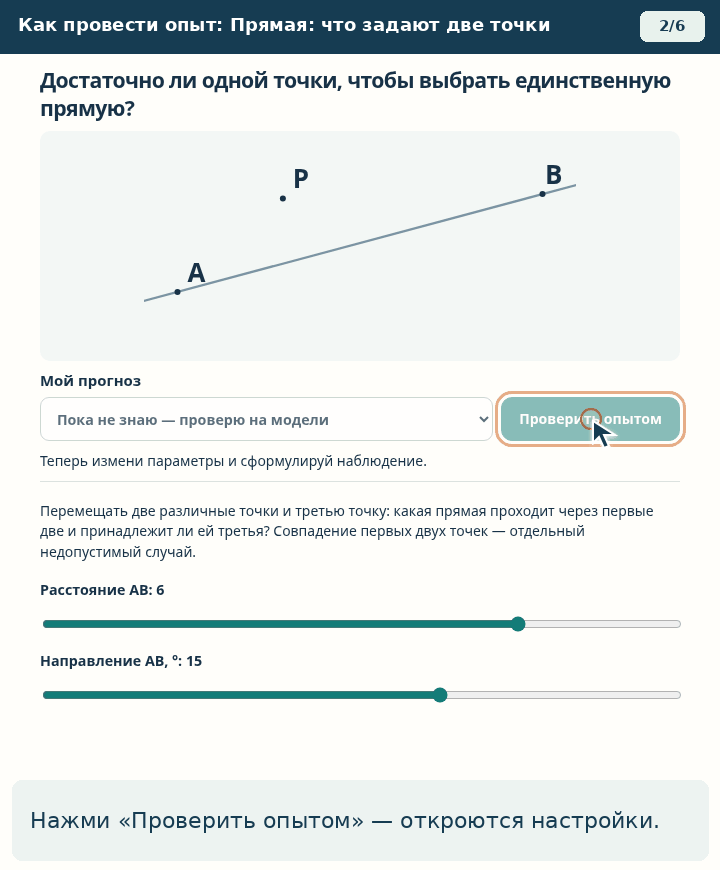 Как провести опыт: Прямая: что задают две точки
2/6
Достаточно ли одной точки, чтобы выбрать единственную
прямую?
P
B
A
Мой прогноз
Пока не знаю — проверю на модели
Проверить опытом
Теперь измени параметры и сформулируй наблюдение.
Перемещать две различные точки и третью точку: какая прямая проходит через первые
две и принадлежит ли ей третья? Совпадение первых двух точек — отдельный
недопустимый случай.
Расстояние AB: 6
Направление AB, °: 15
Нажми «Проверить опытом» — откроются настройки.